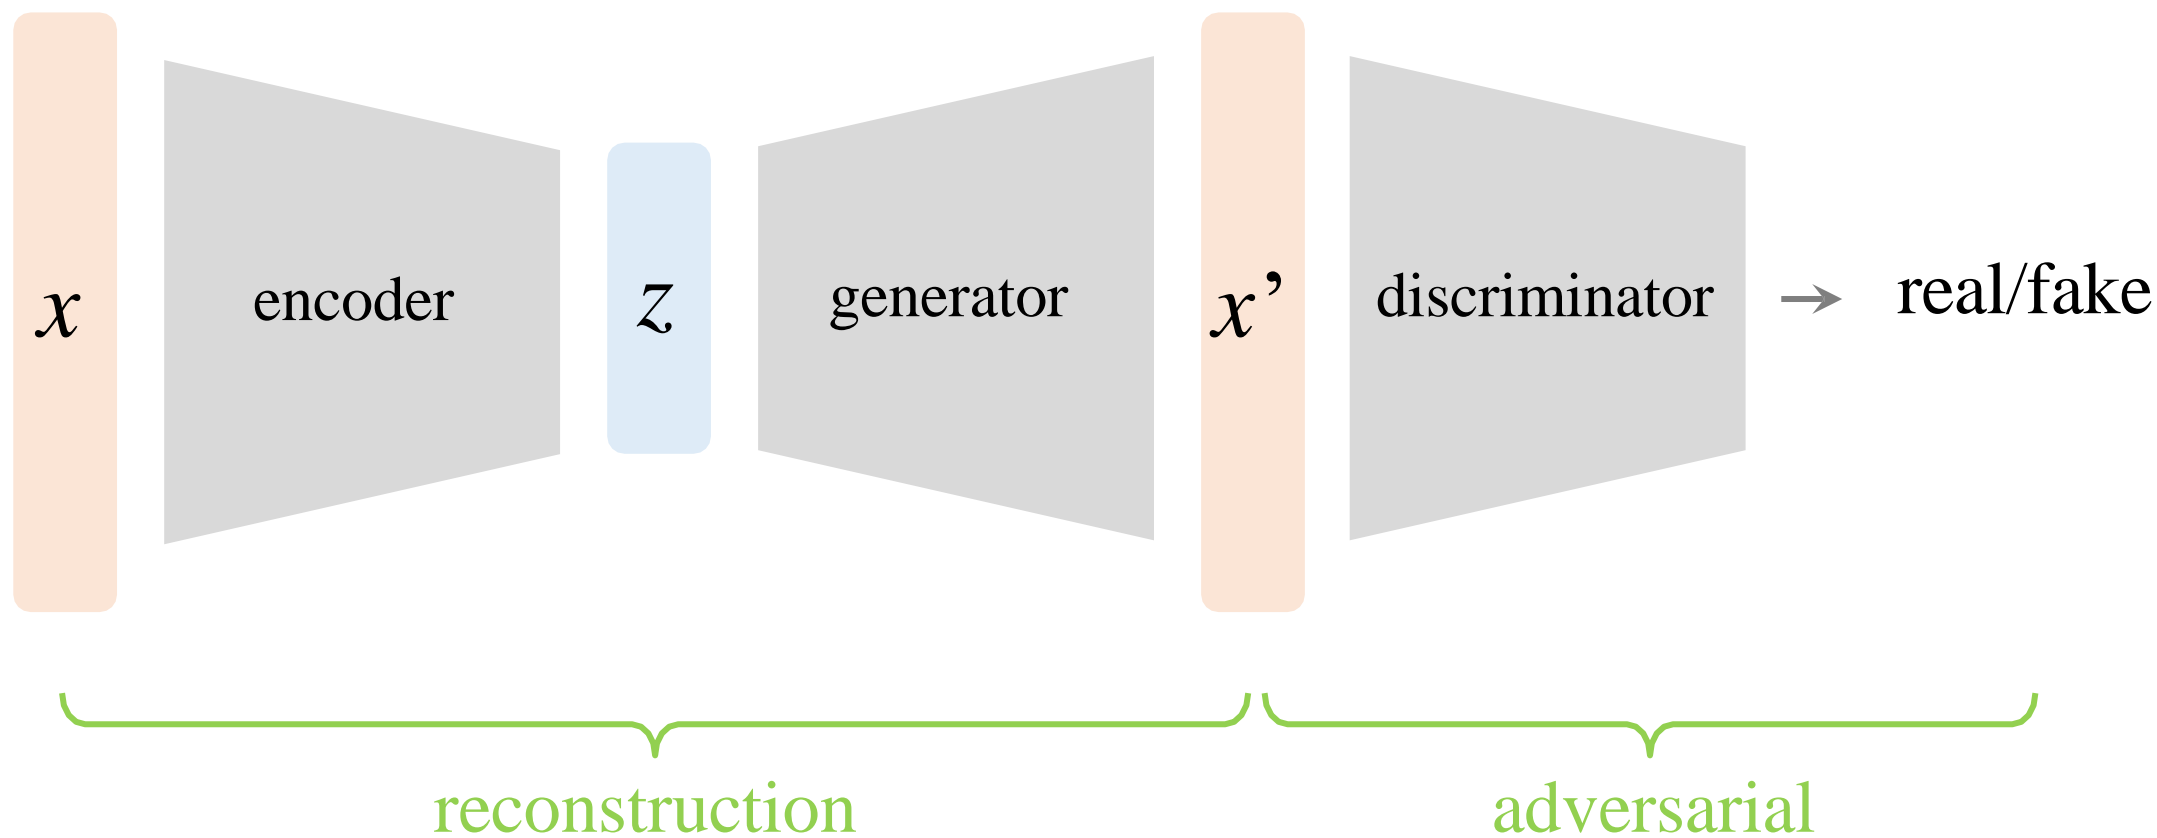 x
encoder
z
generator
x’
discriminator
real/fake
reconstruction
adversarial